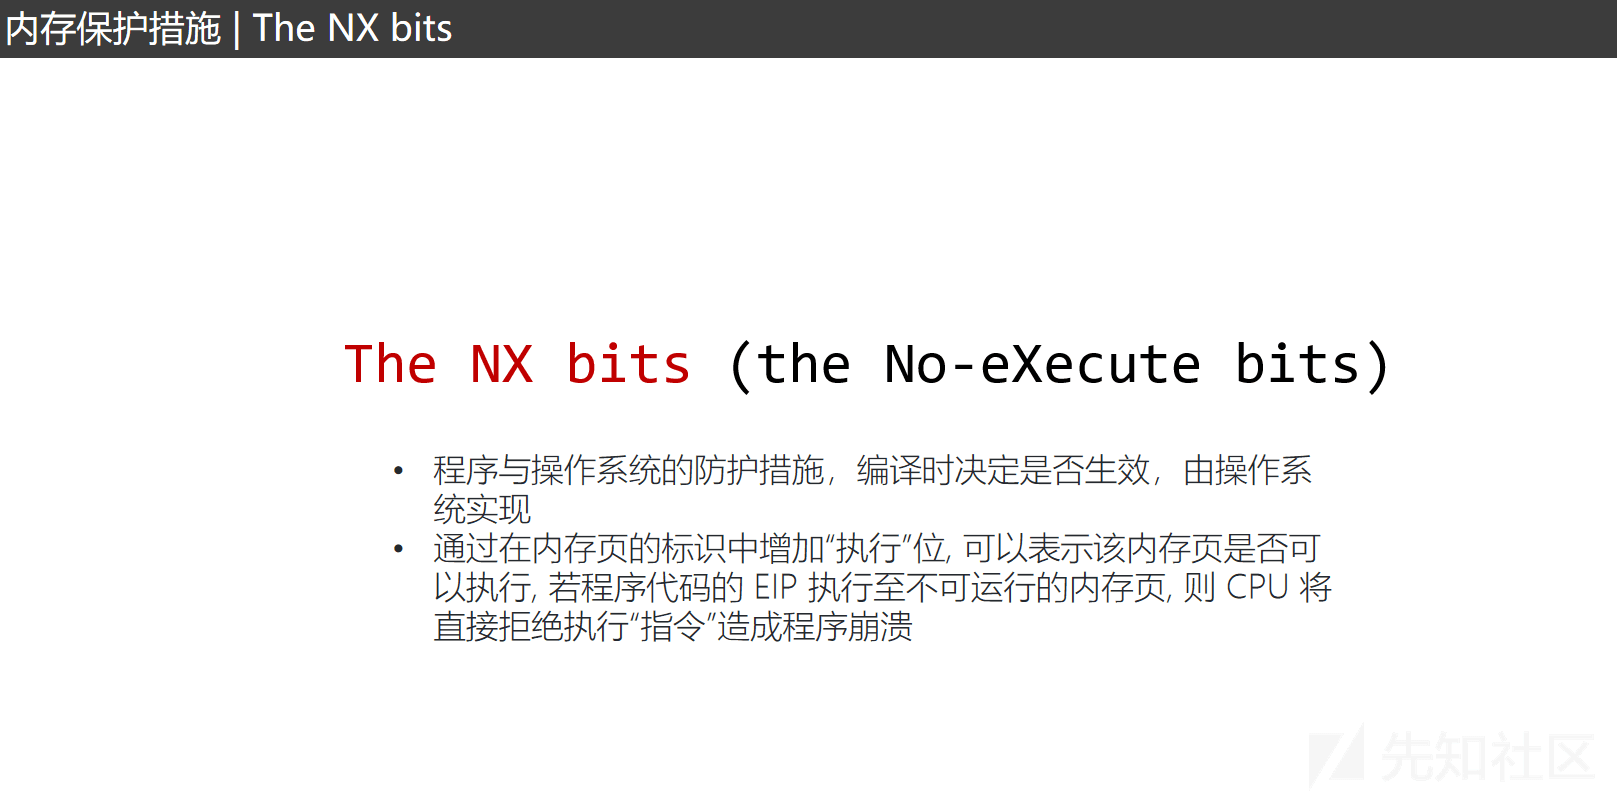 内存保护措施 | The NX bits
The NX bits (the No-eXecute bits)
• 程序与操作系统的防护措施，编译时决定是否生效，由操作系
统实现
• 通过在内存页的标识中增加“执行”位, 可以表示该内存页是否可
以执行, 若程序代码的 EIP 执行至不可运行的内存页, 则 CPU 将
直接拒绝执行“指令”造成程序崩溃
先知社区